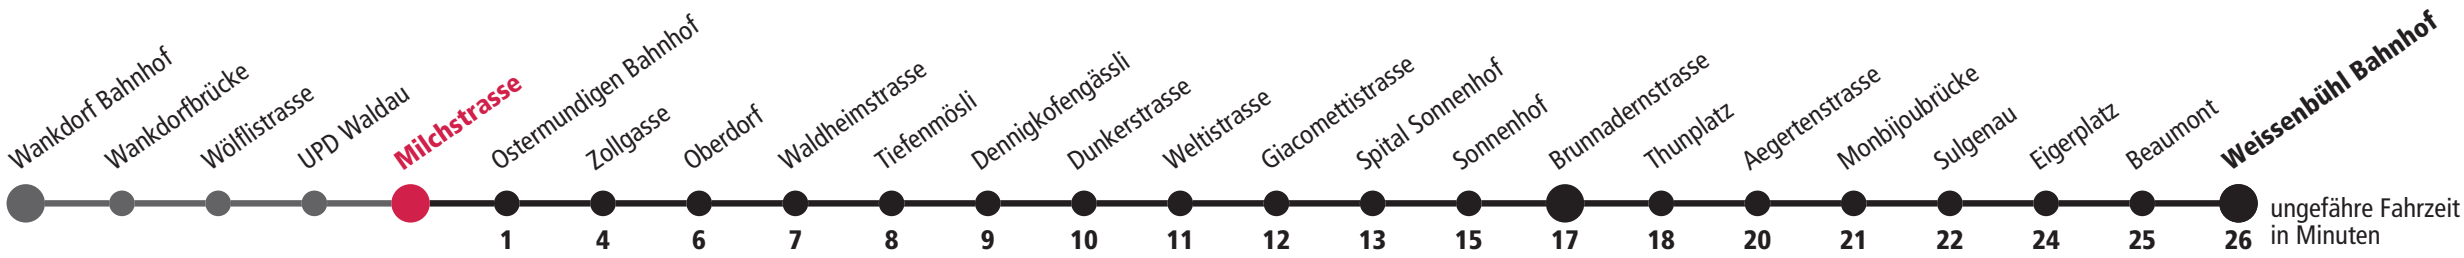 Wankdorf Bahnhof
Wankdorfbrücke
Wölflistrasse
UPD Waldau
Milchstrasse
Ostermundigen Bahnhof
Zollgasse
Oberdorf
Waldheimstrasse
Tiefenmösli
Dennigkofengässli
Dunkerstrasse
Weltistrasse
Giacomettistrasse
Spital Sonnenhof
Sonnenhof
Brunnadernstrasse
Thunplatz
Aegertenstrasse
Monbijoubrücke
Sulgenau
Eigerplatz
Beaumont
Weissenbühl Bahnhof
1 4 6 7 8 9 10 11 12 13 15 17 18 20 21 22 24 25 26
ungefähre Fahrzeit
in Minuten